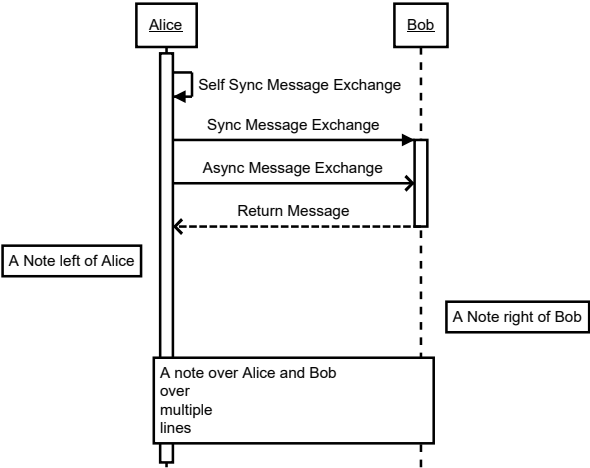 Alice
Bob
Self Sync Message Exchange
Sync Message Exchange
Async Message Exchange
Return Message
A Note left of Alice
A Note right of Bob
A note over Alice and Bob
over
multiple
lines